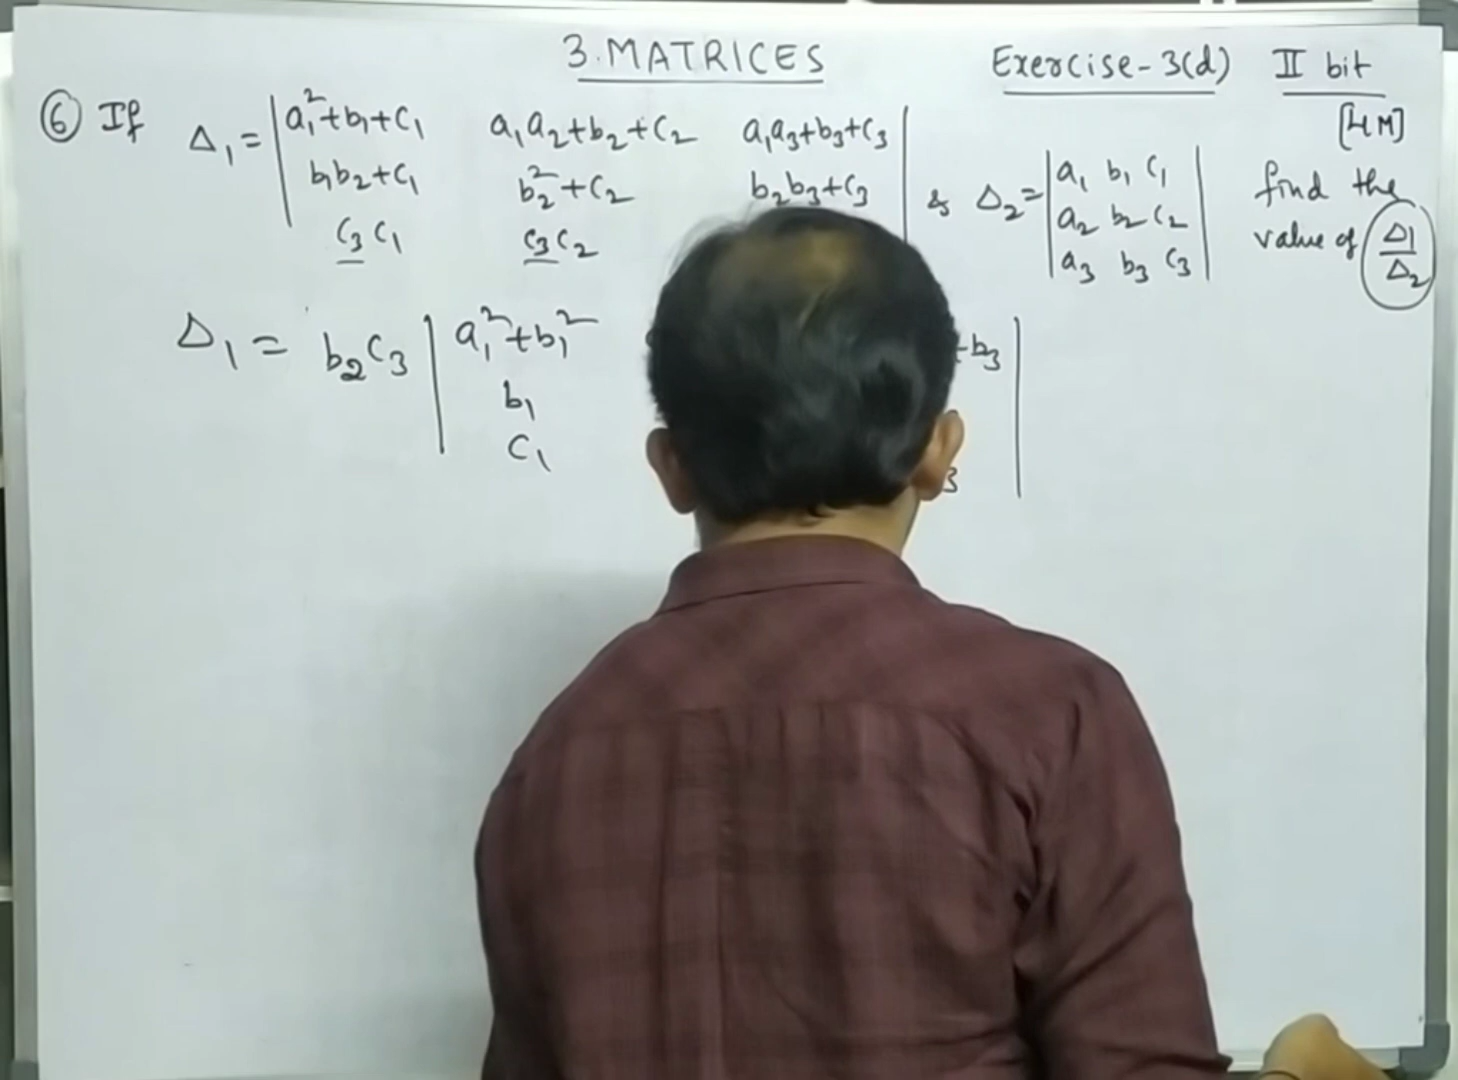 3. MATRICES Exercise-3(d) II bit
[4M]
⑥ If Δ₁ = | a₁²+b₁+c₁ a₁a₂+b₂+c₂ a₁a₃+b₃+c₃ |
b₁b₂+c₁ b₂²+c₂ b₂b₃+c₃
c₃c₁ c₃c₂
& Δ₂ = | a₁ b₁ c₁ |
a₂ b₂ c₂
a₃ b₃ c₃
find the
value of Δ₁/Δ₂
Δ₁ = b₂c₃ | a₁²+b₁² +b₃ |
b₁
c₁ 3